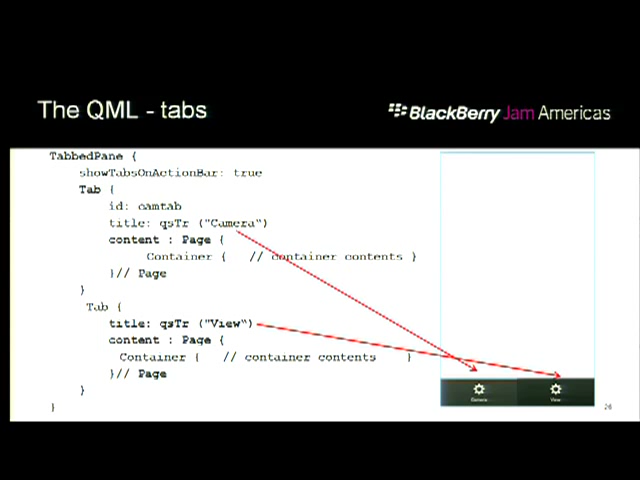 The QML - tabs
BlackBerry Jam Americas
TabbedPane {
showTabsOnActionBar: true
Tab {
id: camtab
title: qsTr ("Camera")
content : Page {
Container {   // container contents }
}// Page
}
Tab {
title: qsTr ("View")
content : Page {
Container {   // container contents   }
}// Page
}
}
Camera
View
26